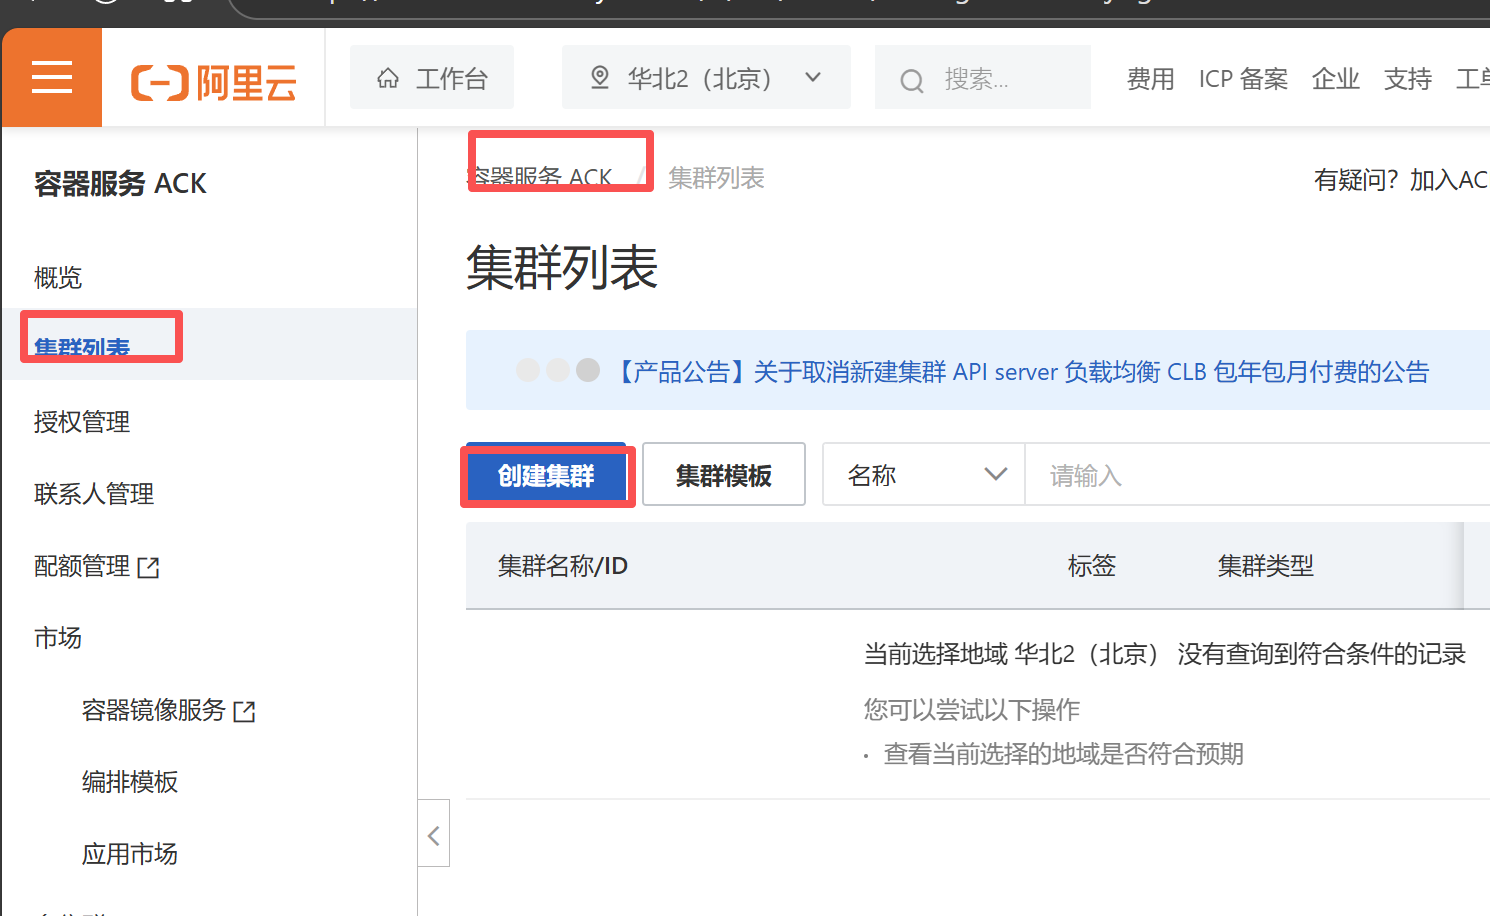 阿里云
工作台
华北2（北京）
搜索...
费用
ICP 备案
企业
支持
容器服务 ACK
概览
集群列表
授权管理
联系人管理
配额管理
市场
容器镜像服务
编排模板
应用市场
容器服务 ACK / 集群列表
有疑问？加入AC
集群列表
【产品公告】关于取消新建集群 API server 负载均衡 CLB 包年包月付费的公告
创建集群
集群模板
名称
请输入
集群名称/ID
标签
集群类型
当前选择地域 华北2（北京） 没有查询到符合条件的记录
您可以尝试以下操作
· 查看当前选择的地域是否符合预期